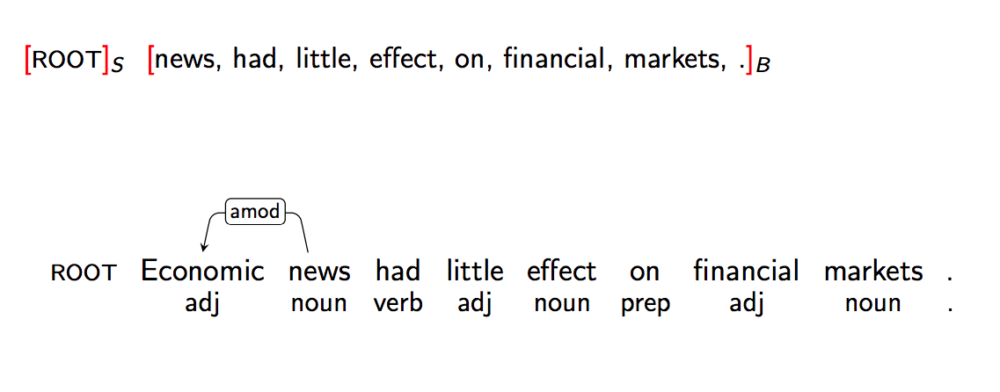 [ROOT]S [news, had, little, effect, on, financial, markets, .]B
amod
ROOT Economic news had little effect on financial markets .
adj noun verb adj noun prep adj noun .